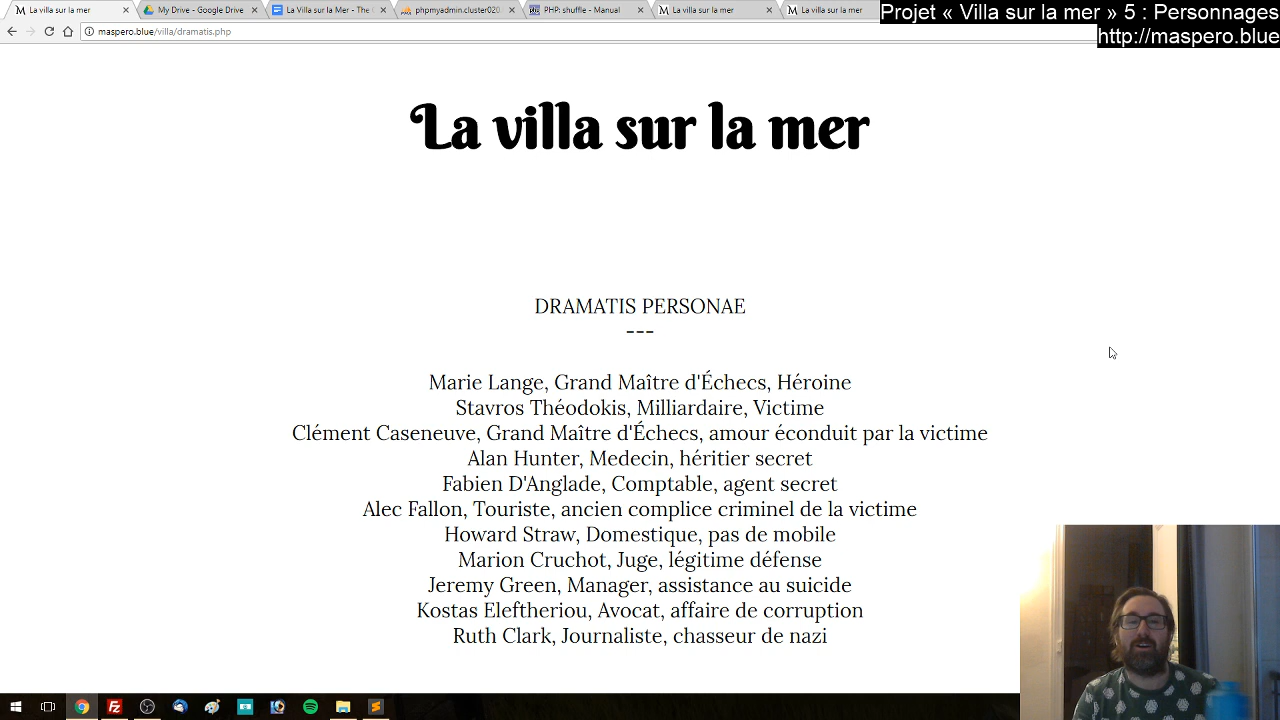 La villa sur la mer
My Drive - Google Drive
La Villa sur la Mer - The
phpmyadmin.cluster020.
PHP: shuffle - Manual
La villa sur la mer
La villa sur la mer
Projet « Villa sur la mer » 5 : Personnages
http://maspero.blue
maspero.blue/villa/dramatis.php
La villa sur la mer
DRAMATIS PERSONAE
---
Marie Lange, Grand Maître d'Échecs, Héroine
Stavros Théodokis, Milliardaire, Victime
Clément Caseneuve, Grand Maître d'Échecs, amour éconduit par la victime
Alan Hunter, Medecin, héritier secret
Fabien D'Anglade, Comptable, agent secret
Alec Fallon, Touriste, ancien complice criminel de la victime
Howard Straw, Domestique, pas de mobile
Marion Cruchot, Juge, légitime défense
Jeremy Green, Manager, assistance au suicide
Kostas Eleftheriou, Avocat, affaire de corruption
Ruth Clark, Journaliste, chasseur de nazi